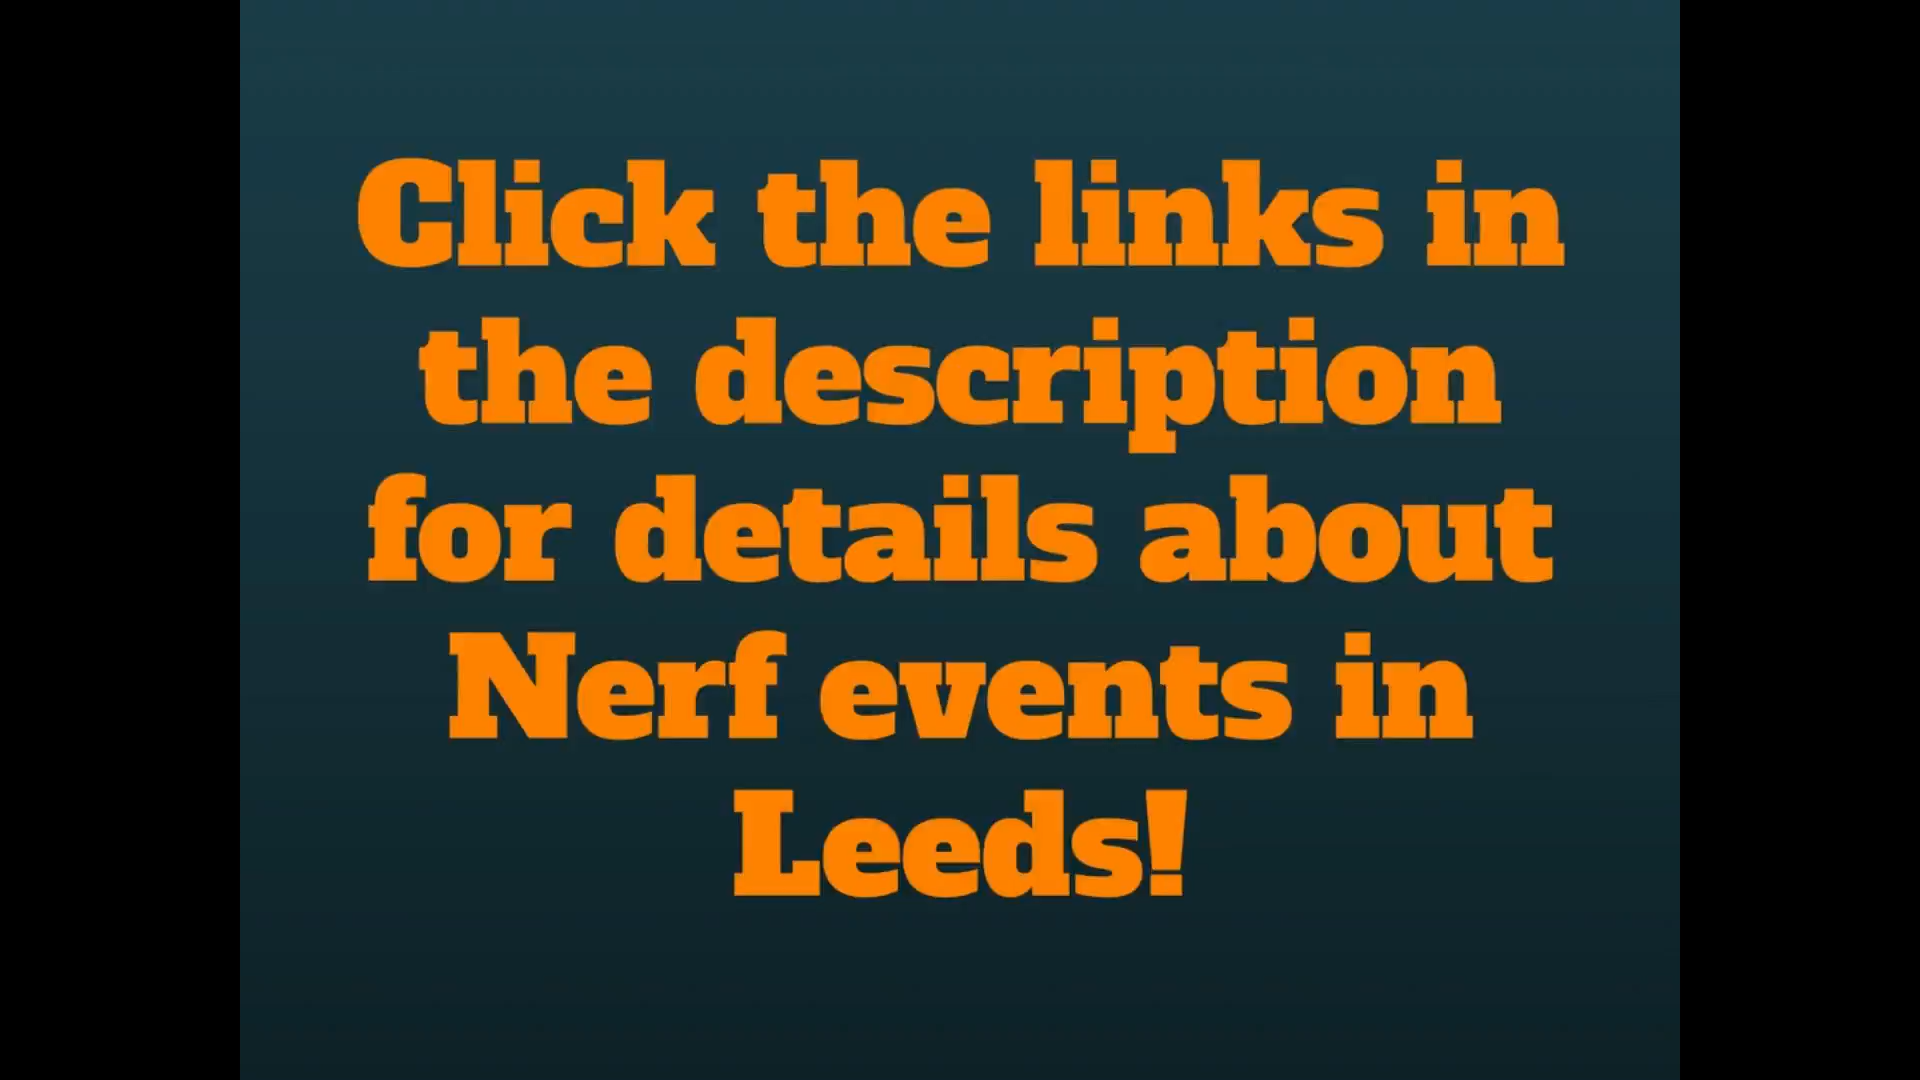 Click the links in
the description
for details about
Nerf events in
Leeds!